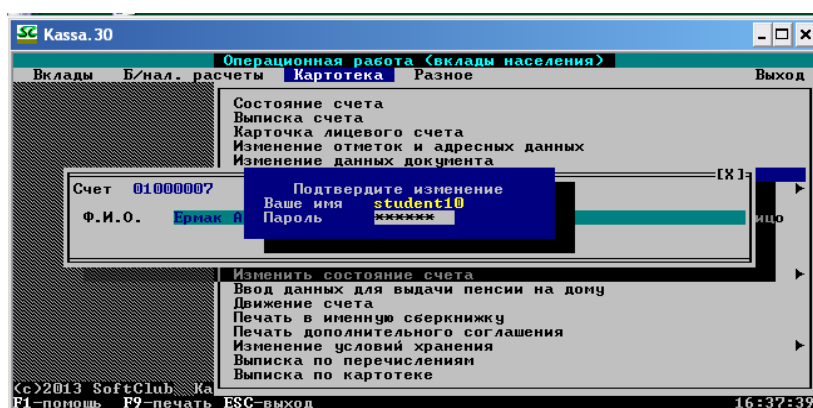 SC Kassa.30
Операционная работа (вклады населения)
Вклады Б/нал. расчеты Картотека Разное Выход
Состояние счета
Выписка счета
Карточка лицевого счета
Изменение отметок и адресных данных
Изменение данных документа
[X]
Счет 01000007
Подтвердите изменение
Ваше имя student10
Ф.И.О. Ермак А
Пароль ******
ицо
Изменить состояние счета
Ввод данных для выдачи пенсии на дому
Движение счета
Печать в именную сберкнижку
Печать дополнительного соглашения
Изменение условий хранения
Выписка по перечислениям
Выписка по картотеке
(c)2013 SoftClub Ка
F1-помощь F9-печать ESC-выход 16:37:39